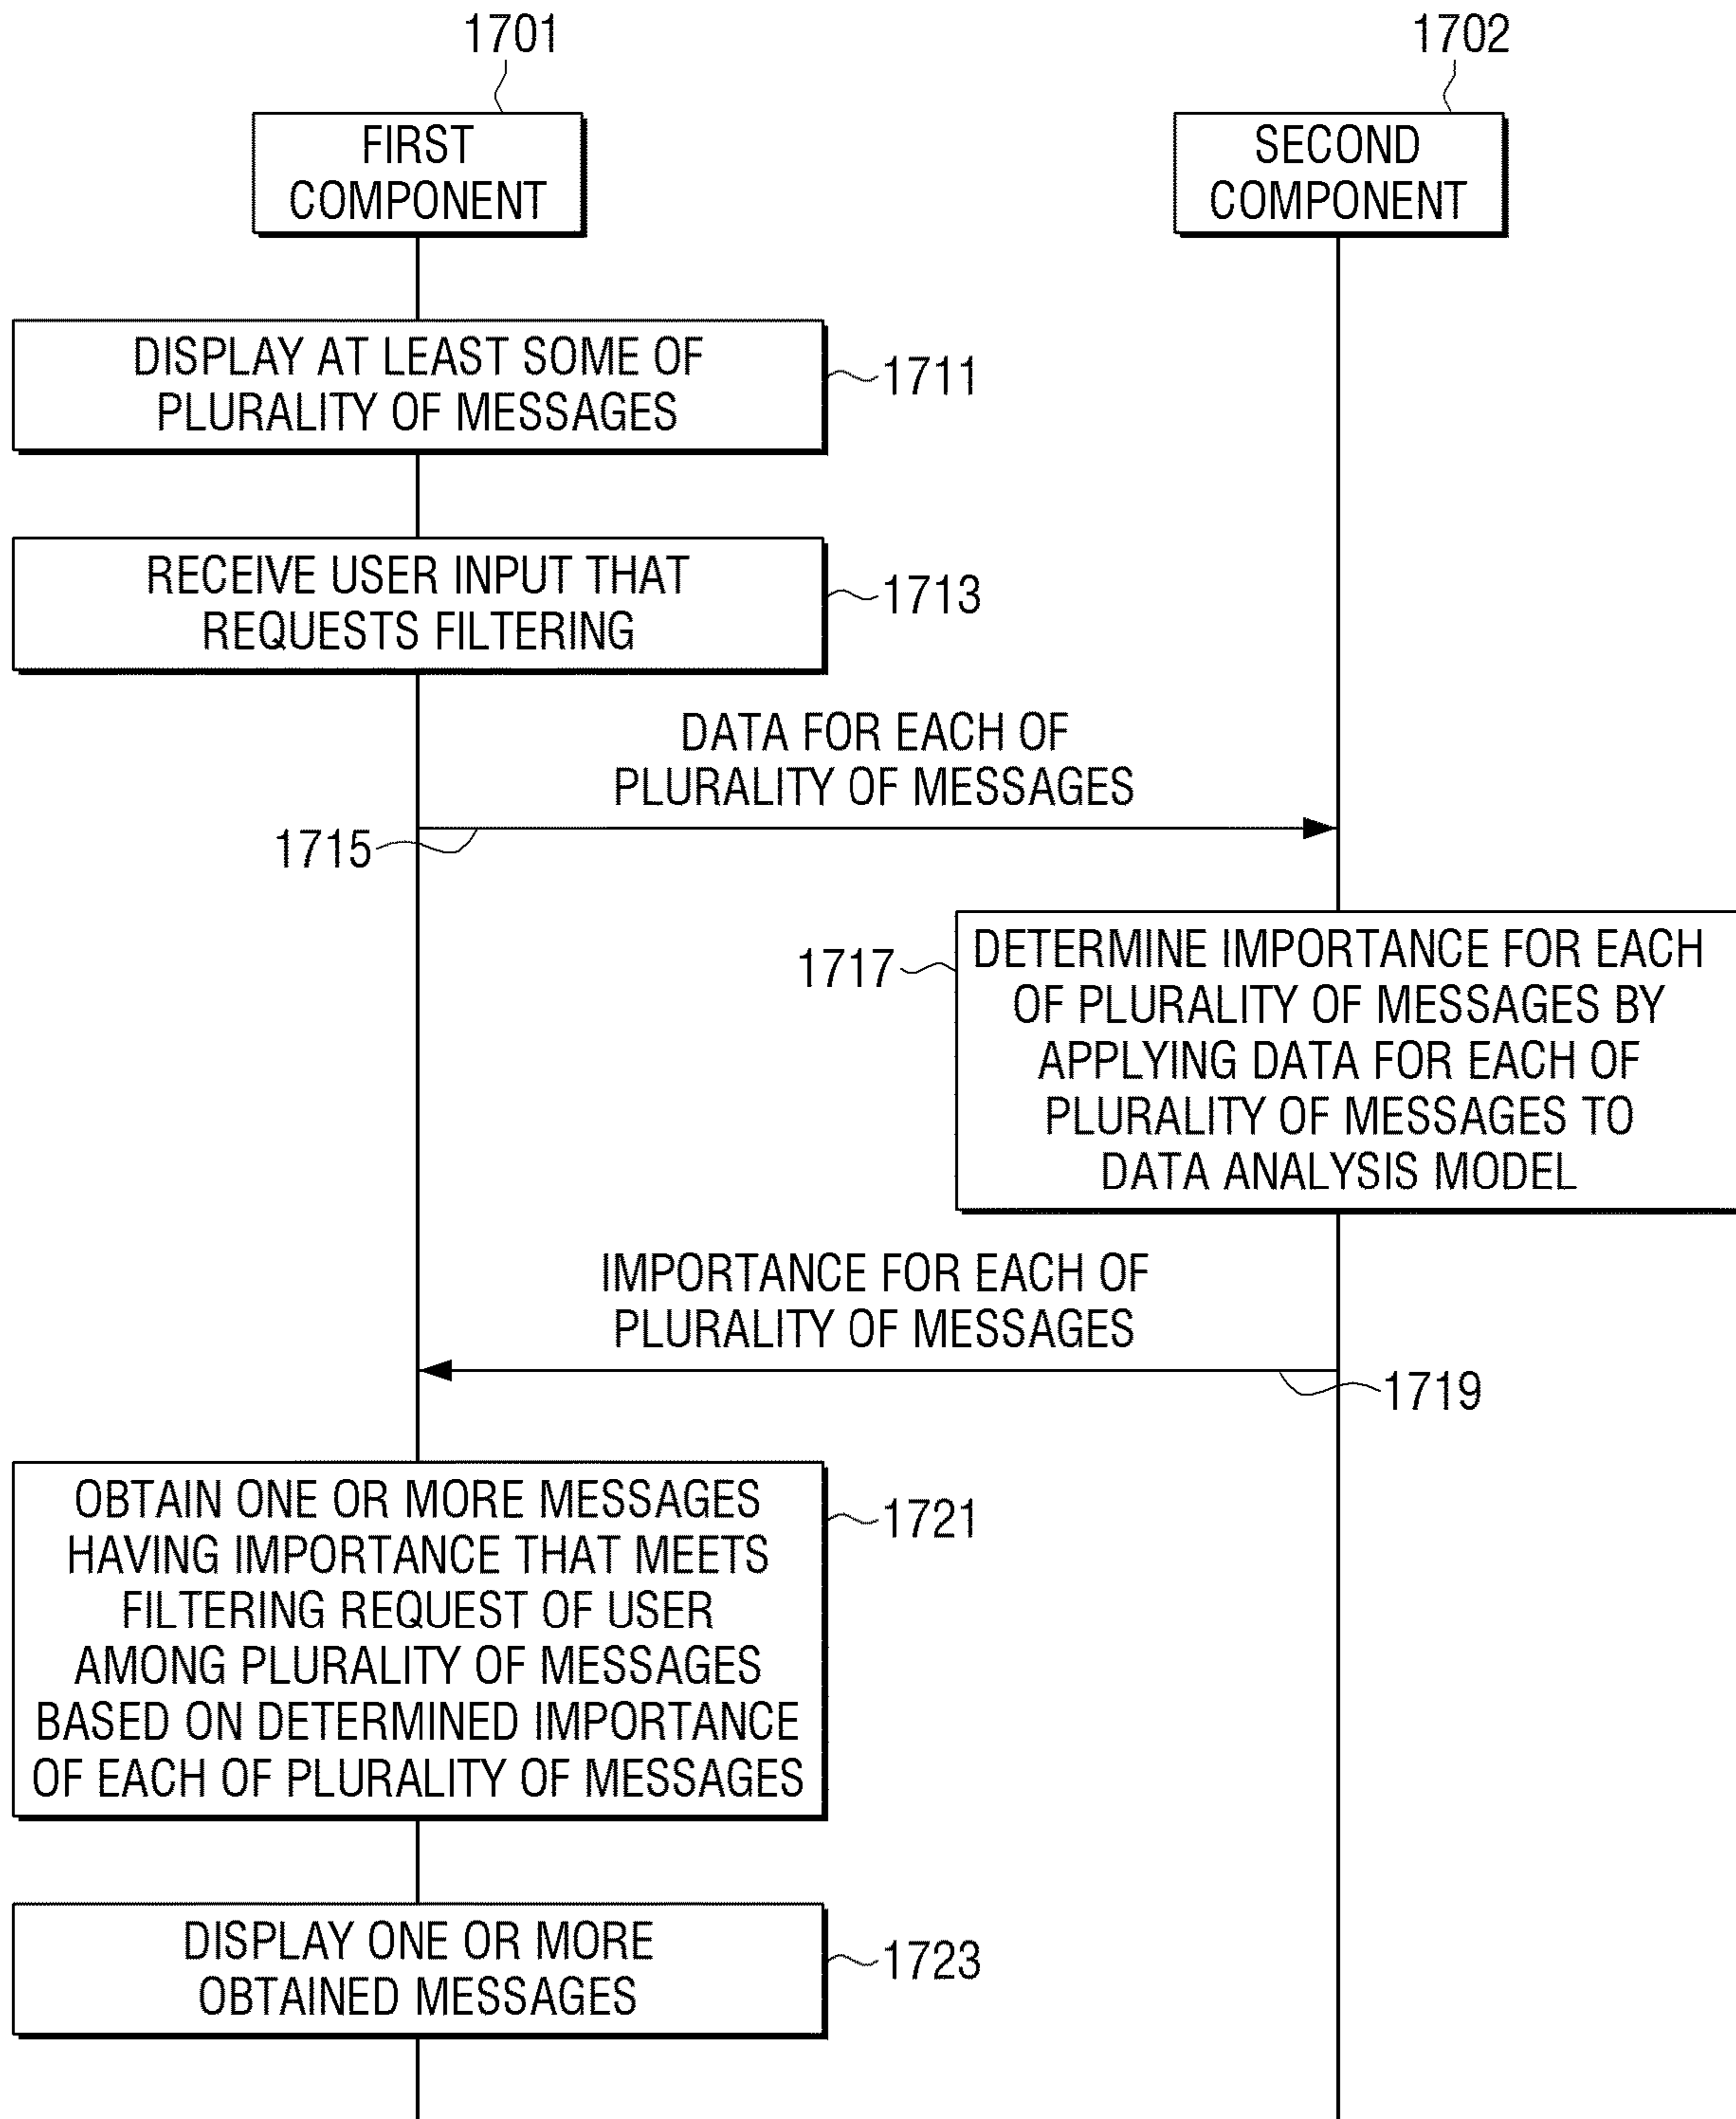 1701
1702
FIRST
COMPONENT
SECOND
COMPONENT
DISPLAY AT LEAST SOME OF
PLURALITY OF MESSAGES
1711
RECEIVE USER INPUT THAT
REQUESTS FILTERING
1713
DATA FOR EACH OF
PLURALITY OF MESSAGES
1715
1717
DETERMINE IMPORTANCE FOR EACH
OF PLURALITY OF MESSAGES BY
APPLYING DATA FOR EACH OF
PLURALITY OF MESSAGES TO
DATA ANALYSIS MODEL
IMPORTANCE FOR EACH OF
PLURALITY OF MESSAGES
1719
OBTAIN ONE OR MORE MESSAGES
HAVING IMPORTANCE THAT MEETS
FILTERING REQUEST OF USER
AMONG PLURALITY OF MESSAGES
BASED ON DETERMINED IMPORTANCE
OF EACH OF PLURALITY OF MESSAGES
1721
DISPLAY ONE OR MORE
OBTAINED MESSAGES
1723